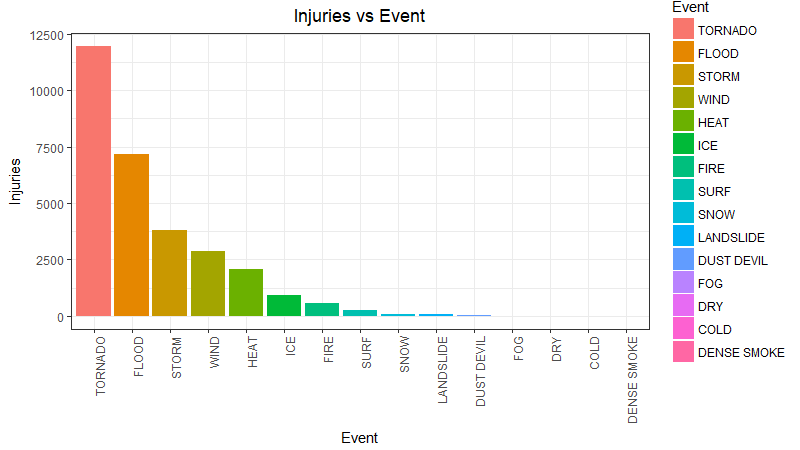 Injuries vs Event
Injuries
12500
10000
7500
5000
2500
0
TORNADO
FLOOD
STORM
WIND
HEAT
ICE
FIRE
SURF
SNOW
LANDSLIDE
DUST DEVIL
FOG
DRY
COLD
DENSE SMOKE
Event
Event
TORNADO
FLOOD
STORM
WIND
HEAT
ICE
FIRE
SURF
SNOW
LANDSLIDE
DUST DEVIL
FOG
DRY
COLD
DENSE SMOKE